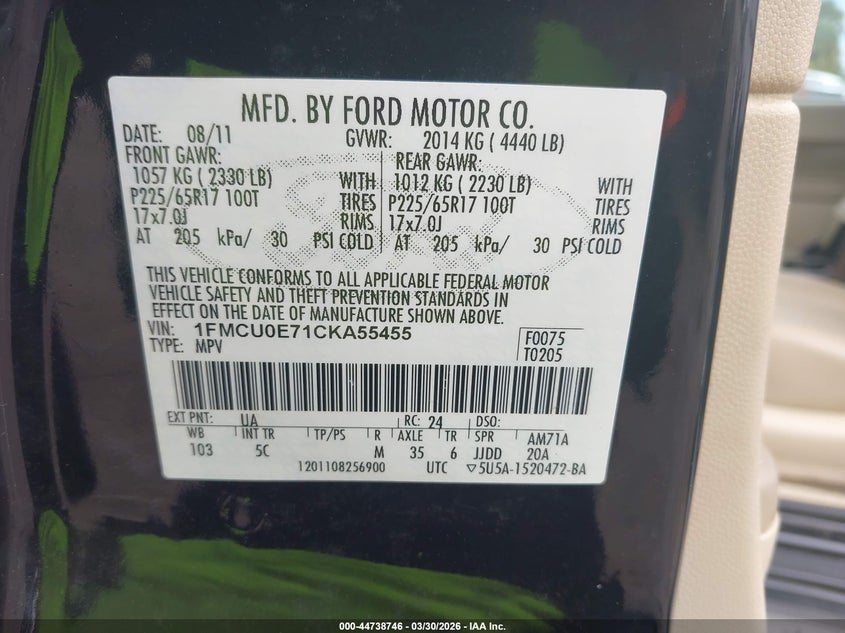 MFD. BY FORD MOTOR CO.
DATE: 08/11 GVWR: 2014 KG ( 4440 LB)
FRONT GAWR: REAR GAWR:
1057 KG ( 2330 LB) WITH 1012 KG ( 2230 LB) WITH
P225/65R17 100T TIRES P225/65R17 100T TIRES
17x7.0J RIMS 17x7.0J RIMS
AT 205 kPa/ 30 PSI COLD AT 205 kPa/ 30 PSI COLD
THIS VEHICLE CONFORMS TO ALL APPLICABLE FEDERAL MOTOR
VEHICLE SAFETY AND THEFT PREVENTION STANDARDS IN
EFFECT ON THE DATE OF MANUFACTURE SHOWN ABOVE.
VIN: 1FMCU0E71CKA55455 F0075
TYPE: MPV T0205
EXT PNT: UA RC: 24 DSO:
WB INT TR TP/PS R AXLE TR SPR AM71A
103 5C M 35 6 JJDD 20A
1201108256900 UTC ▽5U5A-1520472-BA
000-44738746 - 03/30/2026 - IAA Inc.